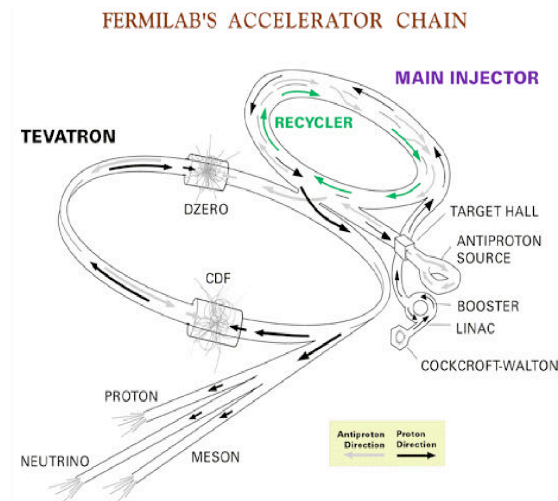 FERMILAB'S ACCELERATOR CHAIN
MAIN INJECTOR
RECYCLER
TEVATRON
DZERO
TARGET HALL
ANTIPROTON
SOURCE
CDF
BOOSTER
LINAC
COCKCROFT-WALTON
PROTON
NEUTRINO
MESON
Antiproton Proton
Direction Direction